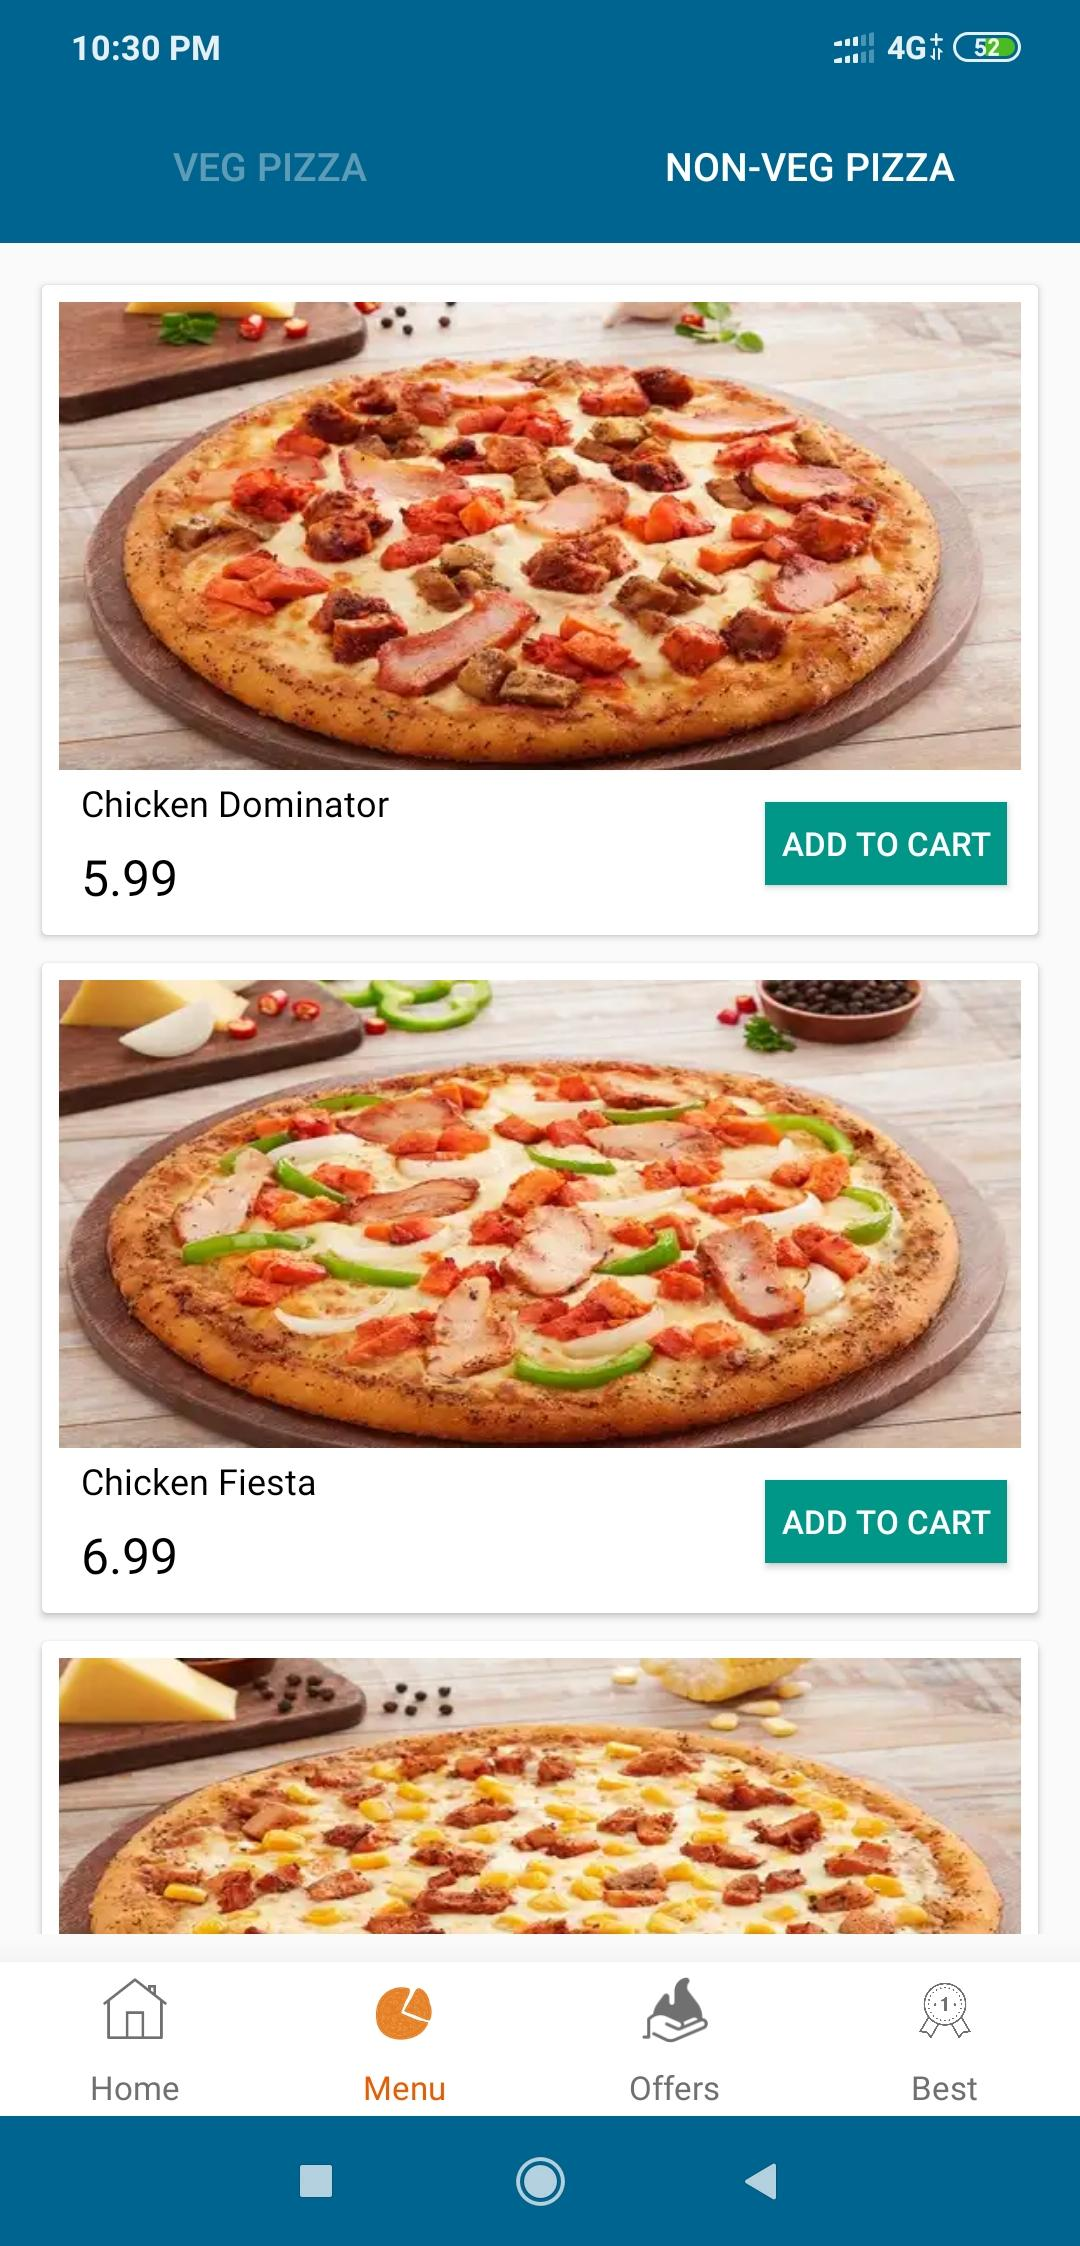 10:30 PM 4G+ 52
VEG PIZZA NON-VEG PIZZA
Chicken Dominator
5.99
ADD TO CART
Chicken Fiesta
6.99
ADD TO CART
1
Home Menu Offers Best